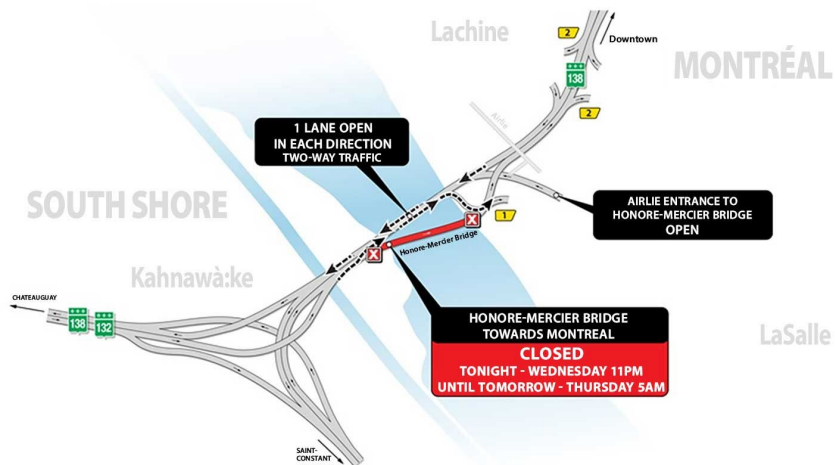 Lachine
2
Downtown
138
MONTRÉAL
2
Airlie
1 LANE OPEN
IN EACH DIRECTION
TWO-WAY TRAFFIC
SOUTH SHORE
AIRLIE ENTRANCE TO
HONORE-MERCIER BRIDGE
OPEN
1
X
X
Honore-Mercier Bridge
Kahnawà:ke
CHATEAUGUAY
138
132
HONORE-MERCIER BRIDGE
TOWARDS MONTREAL
CLOSED
TONIGHT - WEDNESDAY 11PM
UNTIL TOMORROW - THURSDAY 5AM
LaSalle
SAINT-
CONSTANT